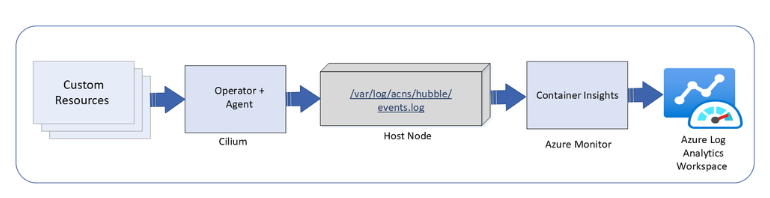 Custom
Resources
Operator +
Agent
Cilium
/var/log/acns/hubble/
events.log
Host Node
Container Insights
Azure Monitor
Azure Log
Analytics
Workspace